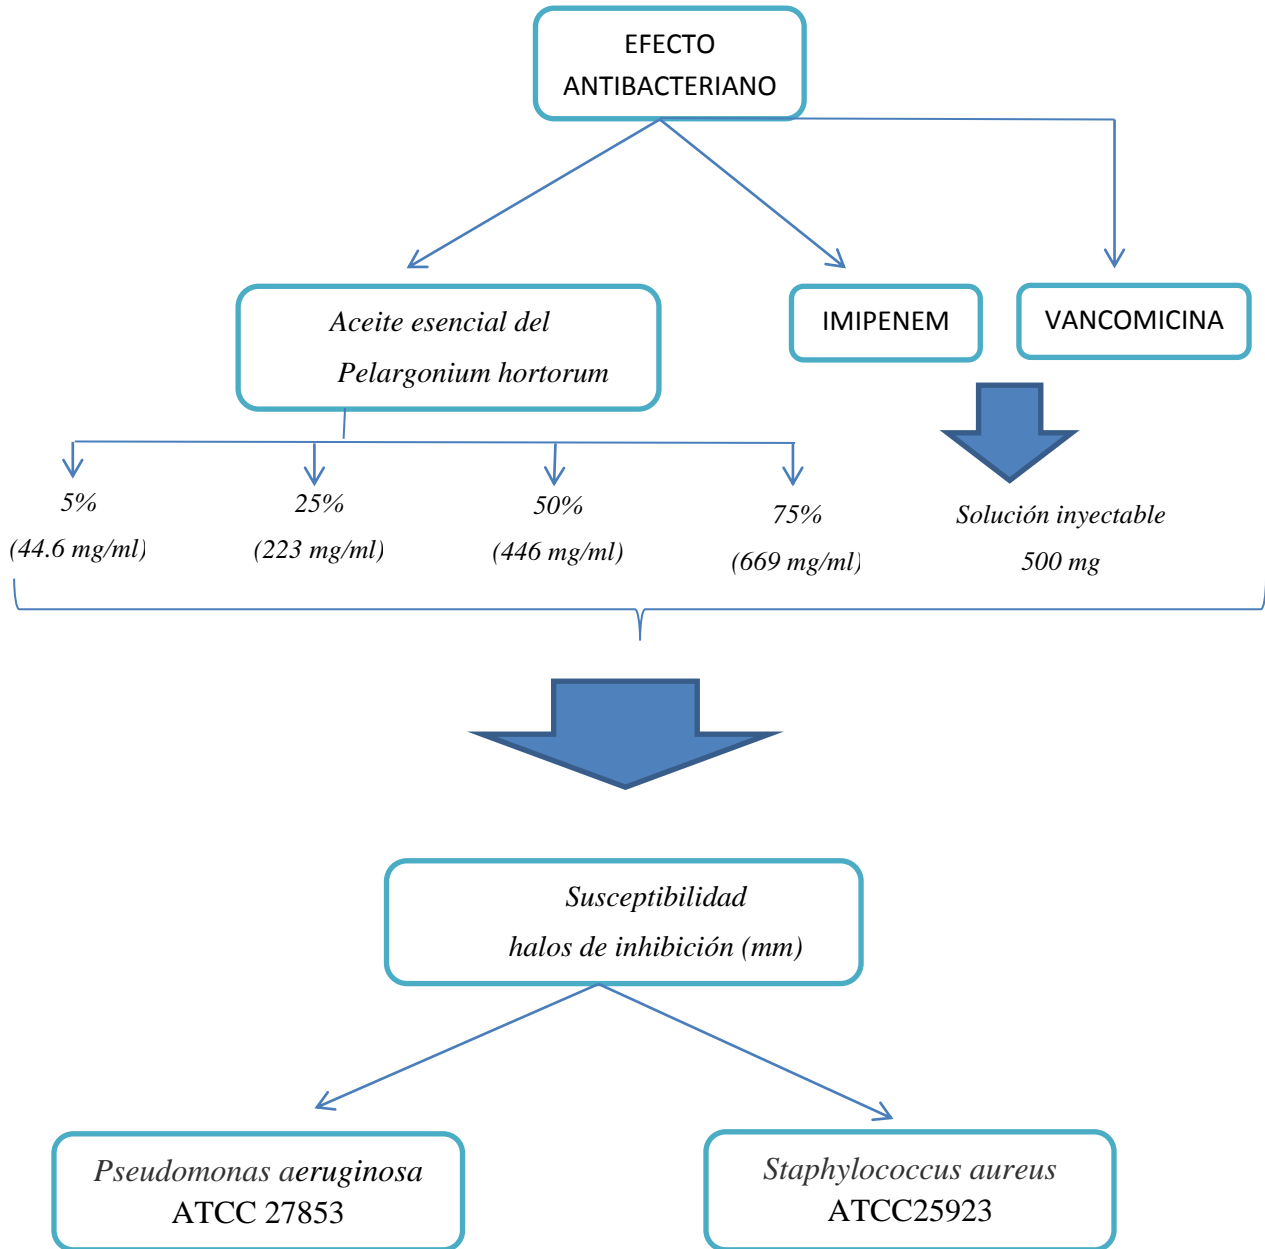 EFECTO
ANTIBACTERIANO
Aceite esencial del
Pelargonium hortorum
IMIPENEM
VANCOMICINA
5%
(44.6 mg/ml)
25%
(223 mg/ml)
50%
(446 mg/ml)
75%
(669 mg/ml)
Solución inyectable
500 mg
Susceptibilidad
halos de inhibición (mm)
Pseudomonas aeruginosa
ATCC 27853
Staphylococcus aureus
ATCC25923